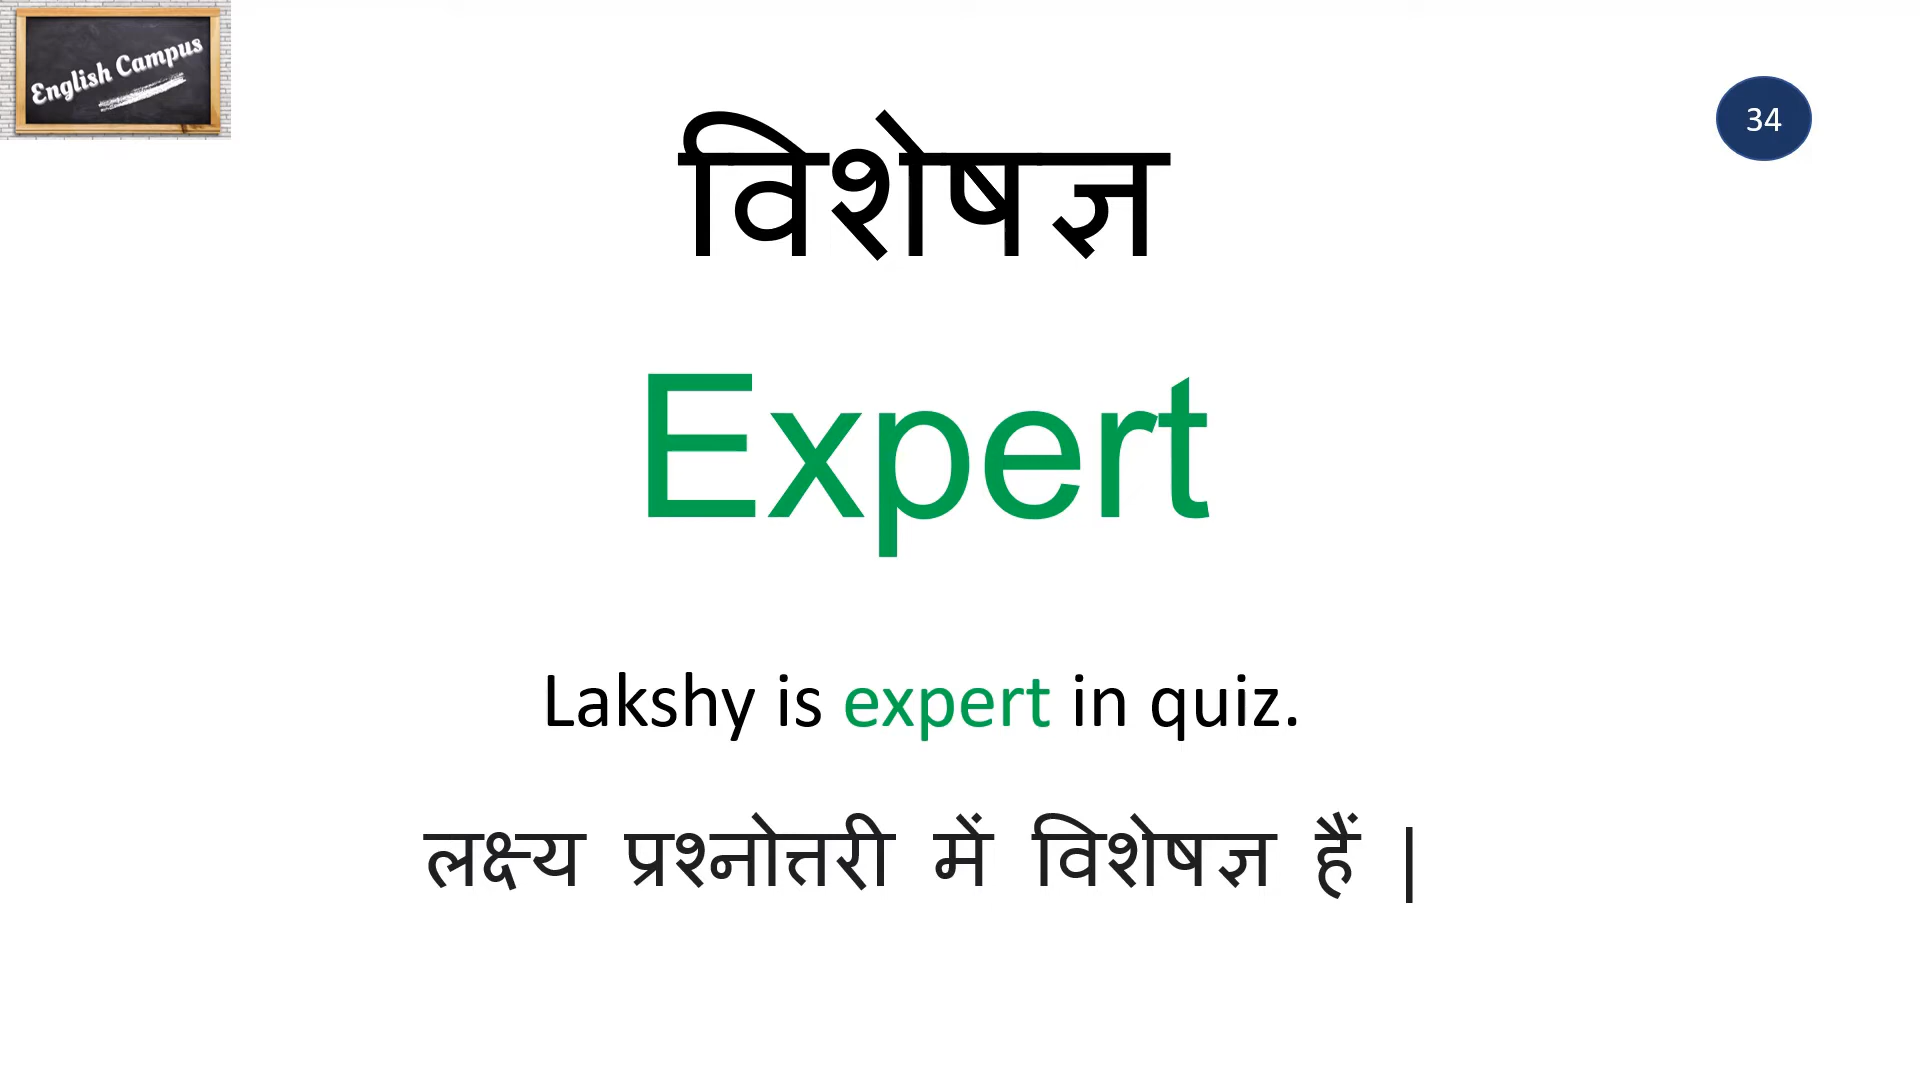 English Campus
34
विशेषज्ञ
Expert
Lakshy is expert in quiz.
लक्ष्य प्रश्नोत्तरी में विशेषज्ञ हैं |